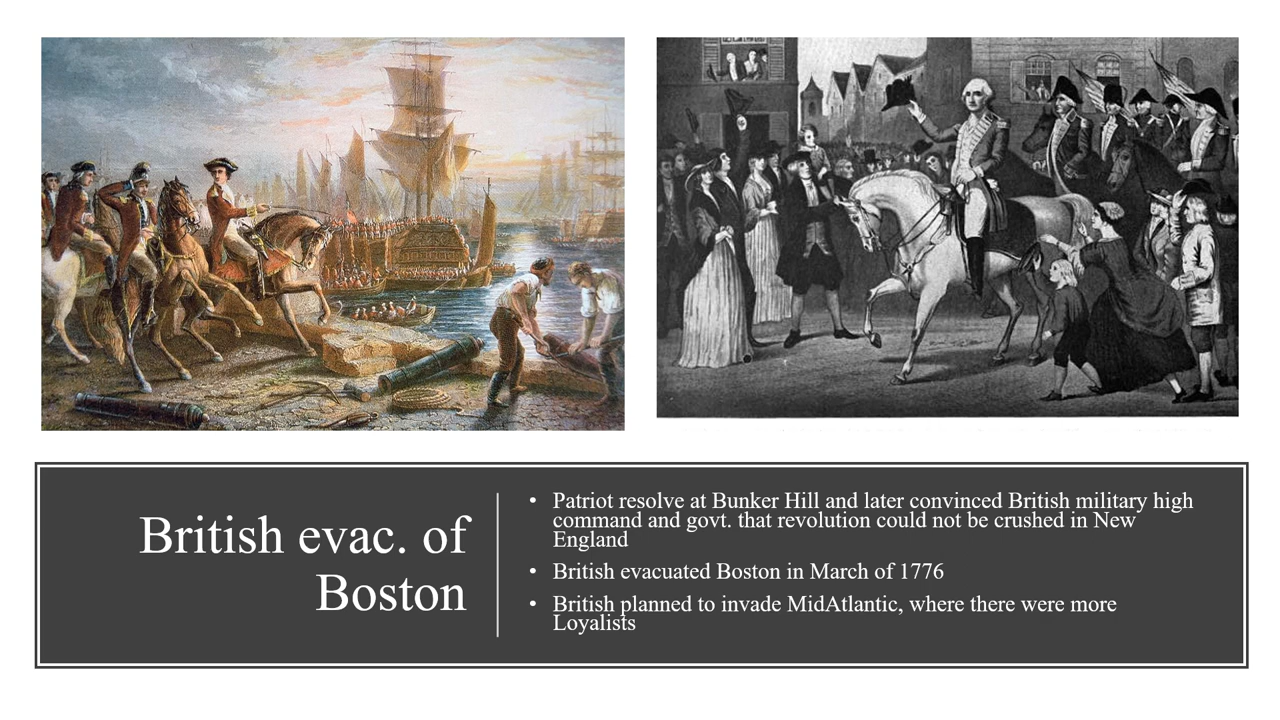 British evac. of
Boston
• Patriot resolve at Bunker Hill and later convinced British military high
command and govt. that revolution could not be crushed in New
England
• British evacuated Boston in March of 1776
• British planned to invade MidAtlantic, where there were more
Loyalists